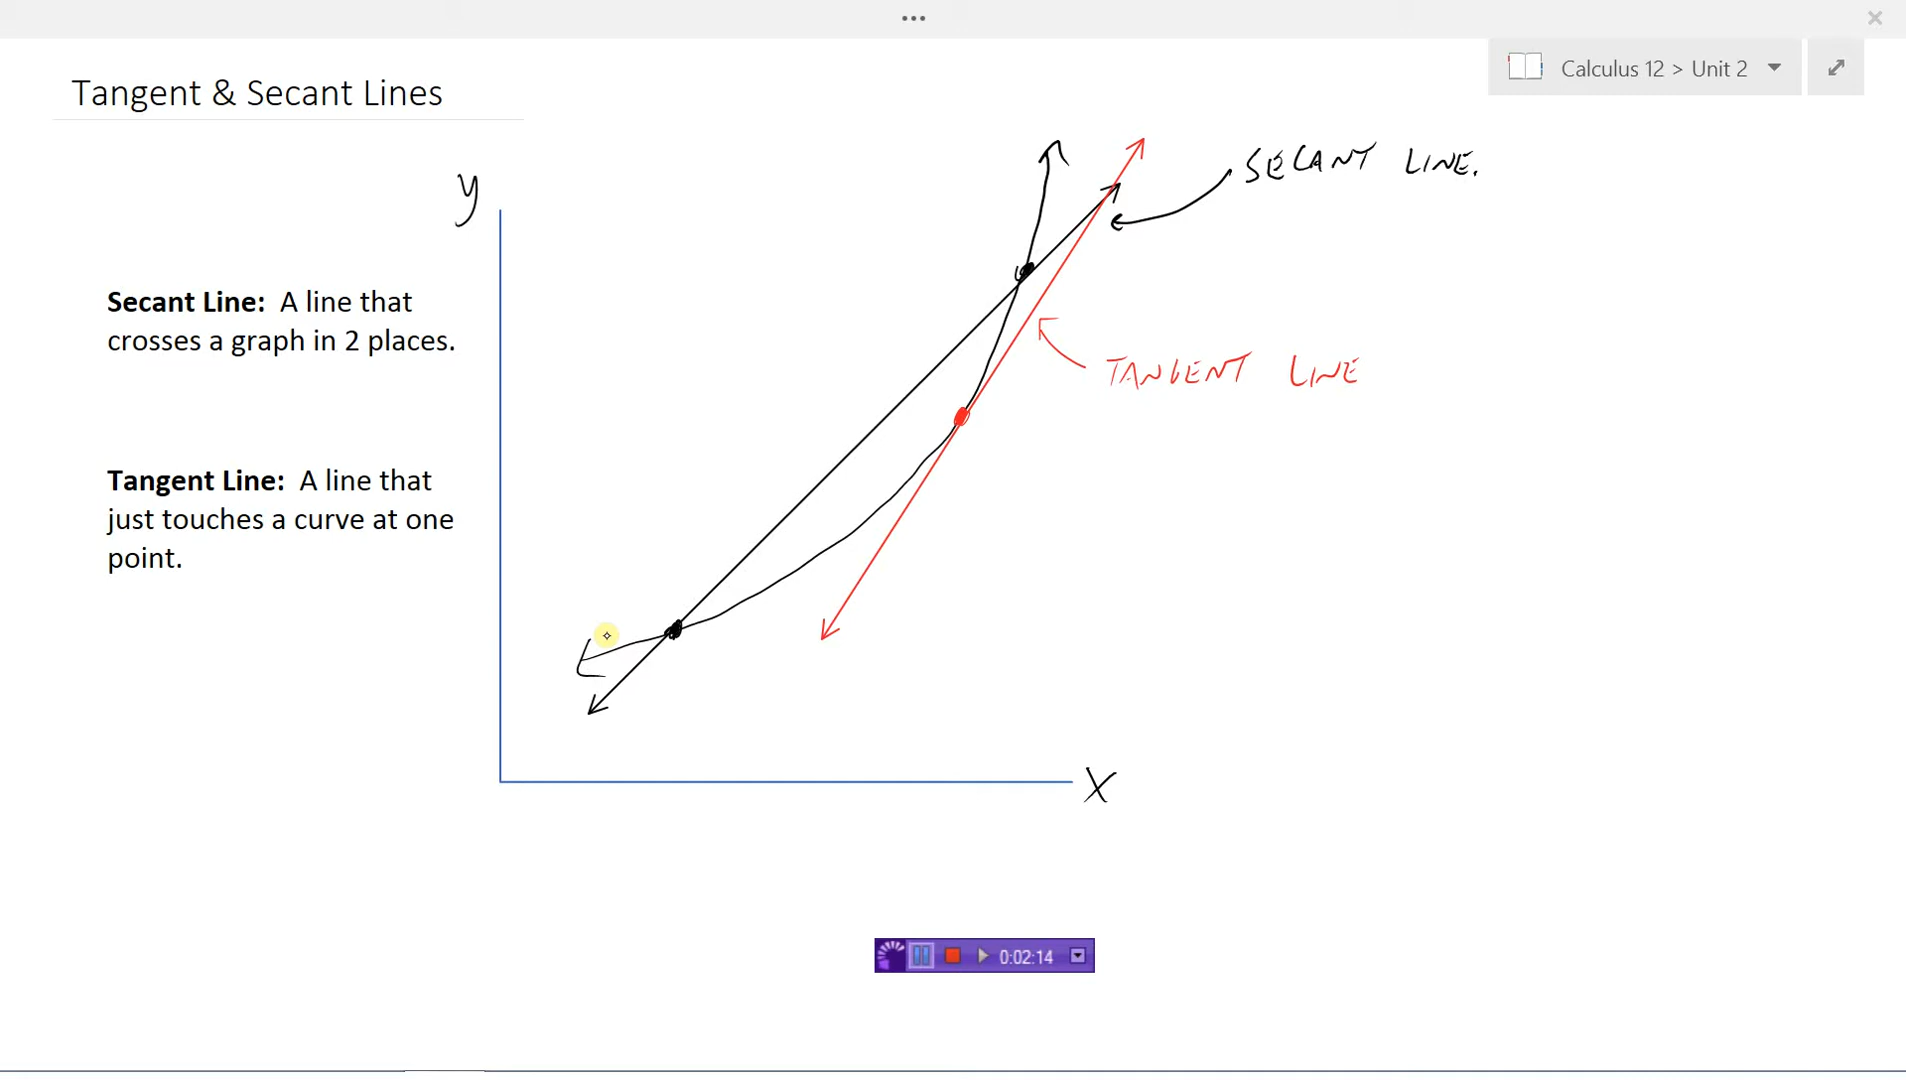 Calculus 12 > Unit 2
Tangent & Secant Lines
SECANT LINE.
y
Secant Line: A line that
crosses a graph in 2 places.
TANGENT LINE
Tangent Line: A line that
just touches a curve at one
point.
X
0:02:14